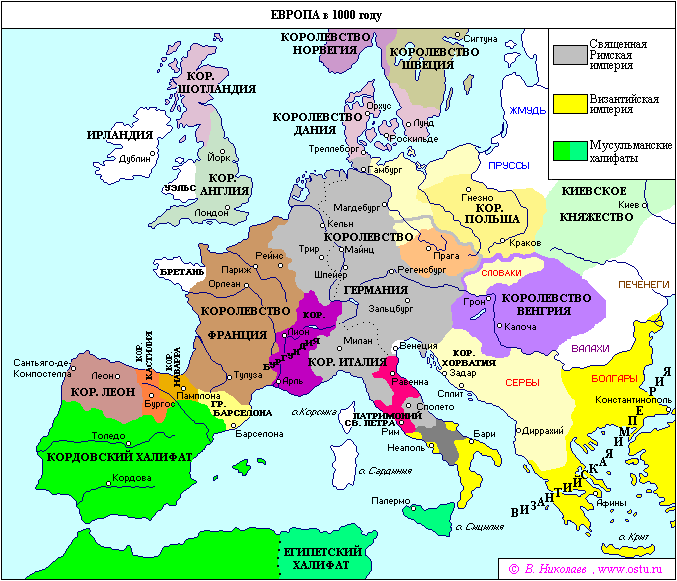 ЕВРОПА в 1000 году
КОРОЛЕВСТВО
НОРВЕГИЯ
Сигтуна
КОРОЛЕВСТВО
ШВЕЦИЯ
Священная
Римская
империя
Византийская
империя
Мусульманские
халифаты
КОР.
ШОТЛАНДИЯ
КОРОЛЕВСТВО
ДАНИЯ
Орхус
Лунд
Роскильде
Треллеборг
ЖМУДЬ
ИРЛАНДИЯ
Дублин
Йорк
УЭЛЬС
КОР.
АНГЛИЯ
Лондон
Гамбург
ПРУССЫ
Магдебург
Гнезно
КОР.
ПОЛЬША
Краков
КИЕВСКОЕ
КНЯЖЕСТВО
Киев
Кельн
КОРОЛЕВСТВО
Майнц
Трир
Шпейер
Прага
Регенсбург
ГЕРМАНИЯ
Зальцбург
СЛОВАКИ
БРЕТАНЬ
Реймс
Париж
Орлеан
КОРОЛЕВСТВО
ФРАНЦИЯ
КОР.
БУРГУНДИЯ
Лион
Арль
Тулуза
Грон
КОРОЛЕВСТВО
ВЕНГРИЯ
Капоча
ПЕЧЕНЕГИ
ВАЛАХИ
Милан
Венеция
КОР. ИТАЛИЯ
КОР.
ХОРВАТИЯ
Задар
Сплит
СЕРБЫ
БОЛГАРЫ
Константинополь
Равенна
Сполето
ПАТРИМОНИЙ
СВ. ПЕТРА
Рим
Неаполь
Бари
Диррахий
ВИЗАНТИЙСКАЯ ИМПЕРИЯ
Афины
о. Крит
Сантьяго-де-
Компостела
Леон
КОР. ЛЕОН
КОР.
КАСТИЛИЯ
КОР.
НАВАРРА
Бургос
Памплона
ГР.
БАРСЕЛОНА
Барселона
о.Корсика
о. Сардиния
Толедо
КОРДОВСКИЙ ХАЛИФАТ
Кордова
Палермо
о. Сицилия
ЕГИПЕТСКИЙ
ХАЛИФАТ
© В. Николаев , www.ostu.ru